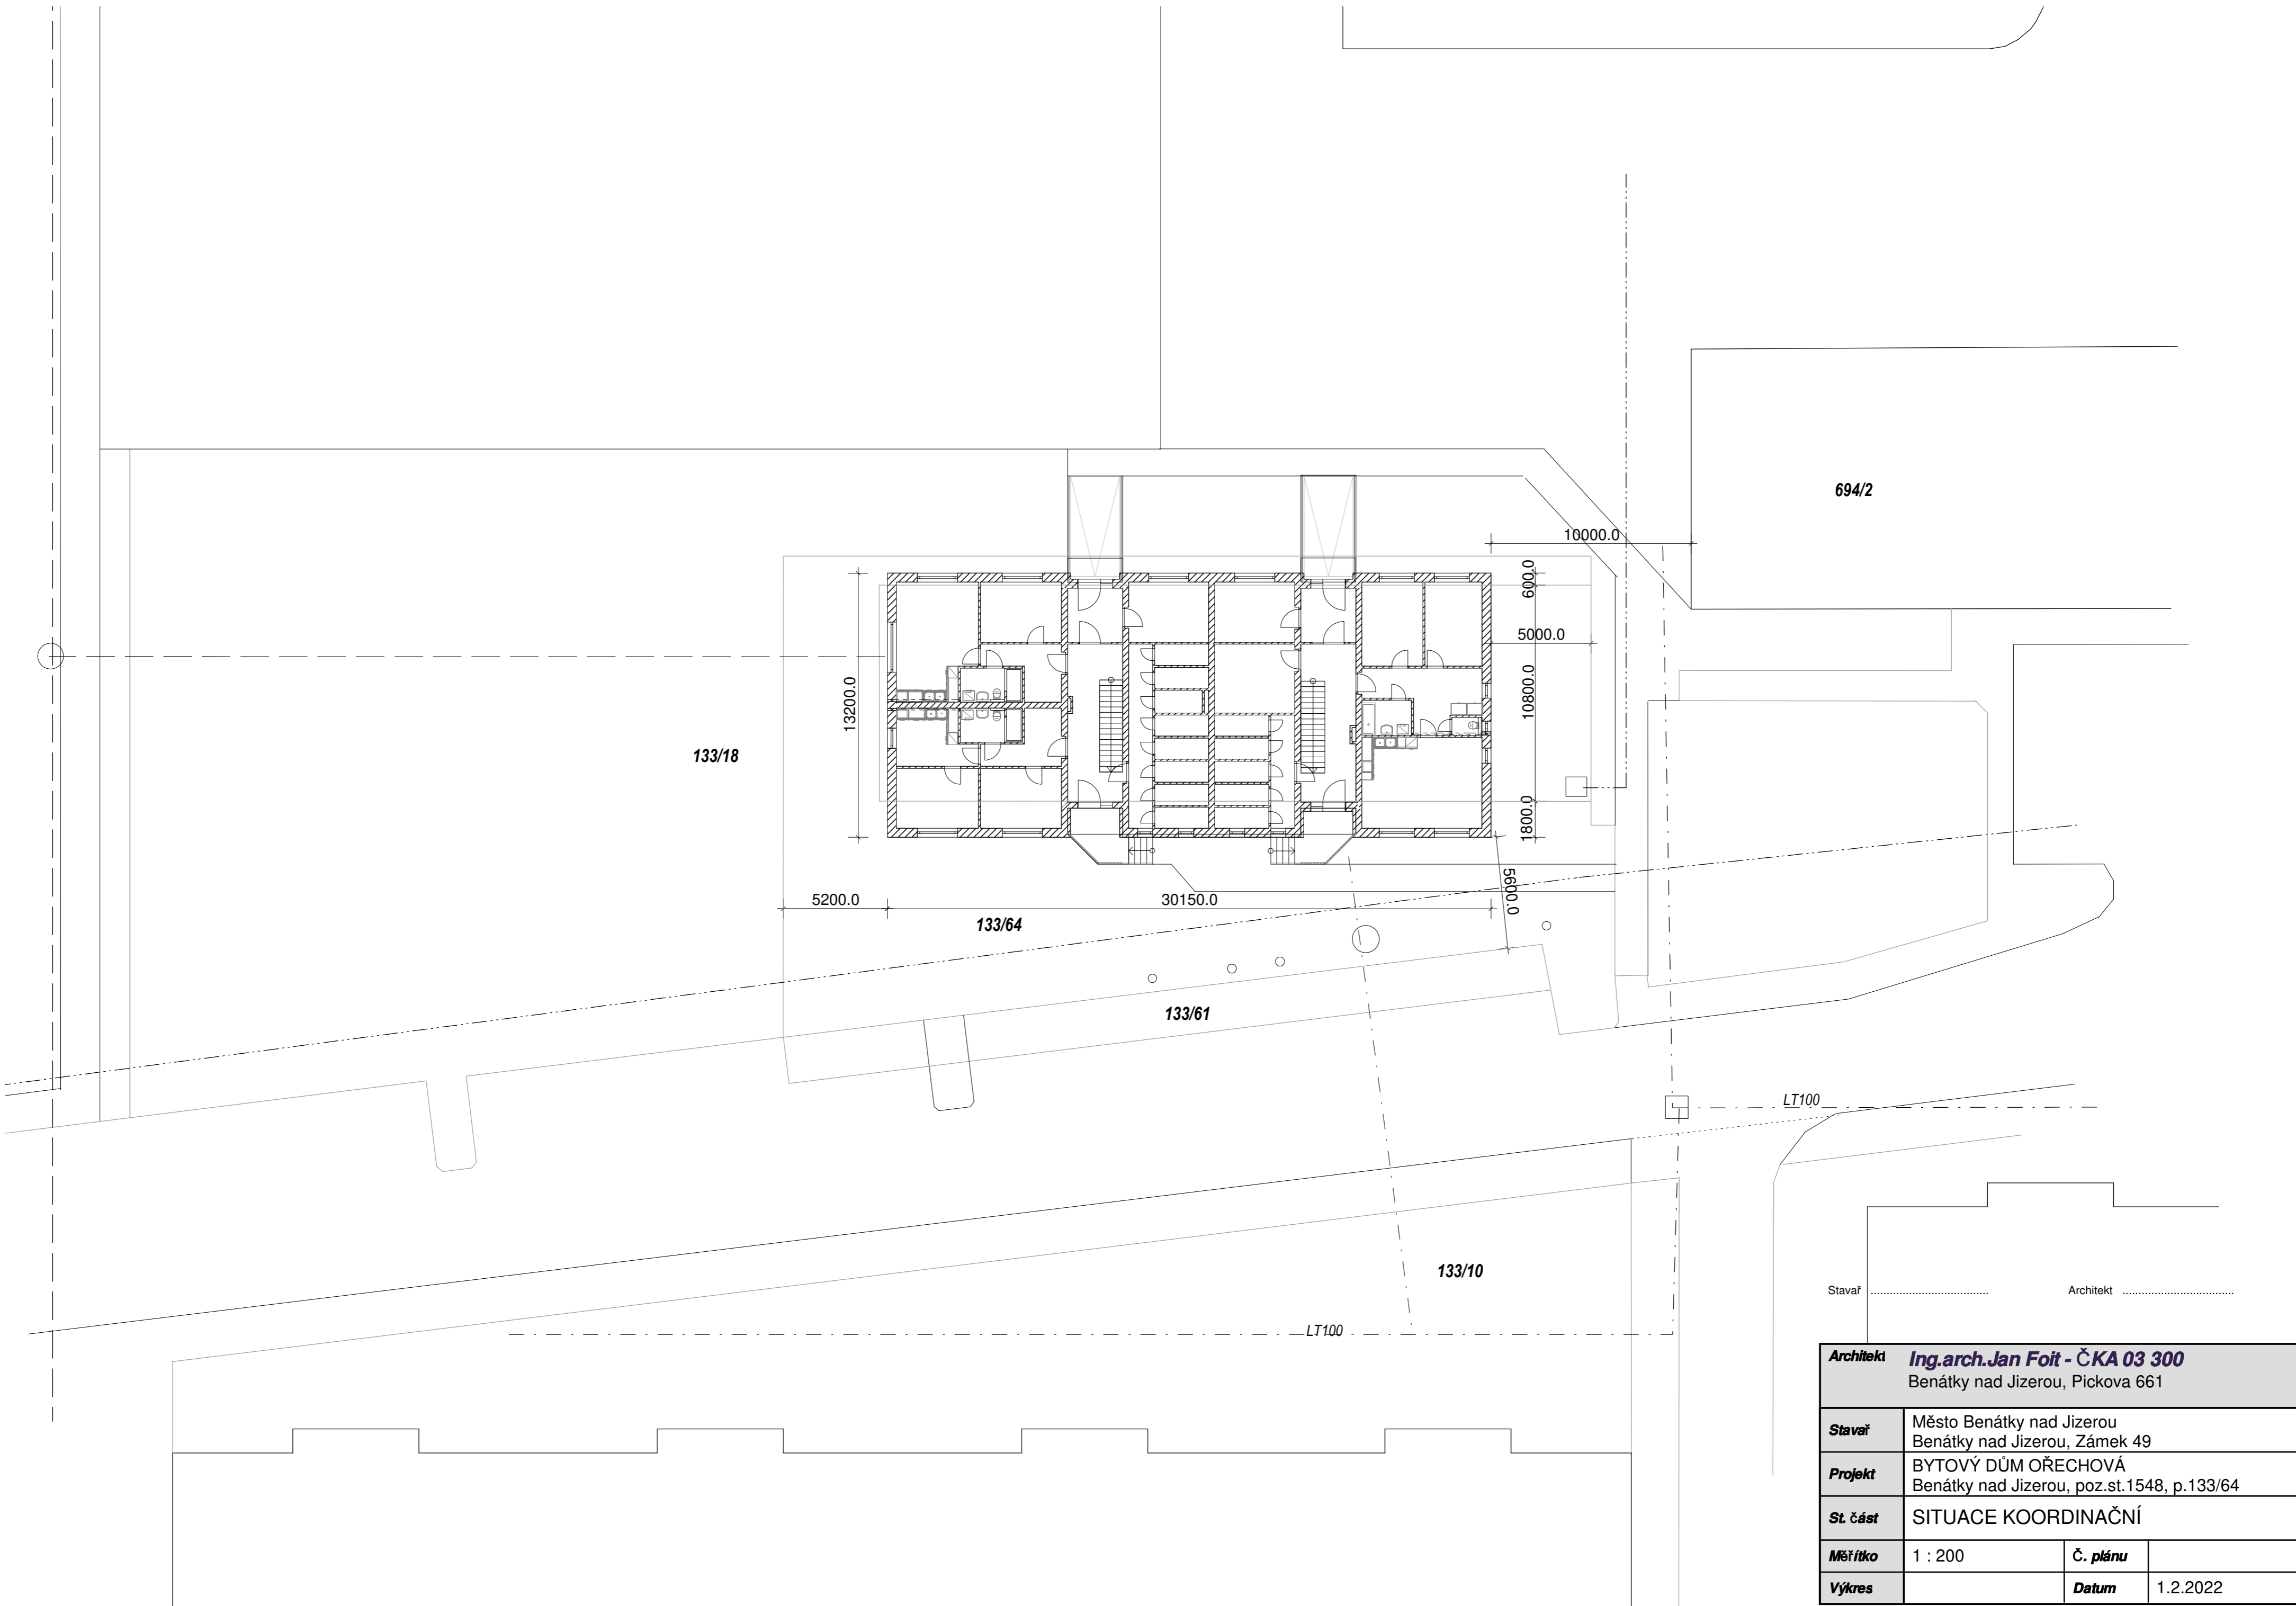 694/2
10000.0
600.0
5000.0
10800.0
13200.0
133/18
1800.0
5600.0
5200.0
30150.0
133/64
133/61
LT100
133/10
Stavař ........................................ Architekt ......................................
LT100
Architekt Ing.arch.Jan Foit - ČKA 03 300
Benátky nad Jizerou, Pickova 661
Stavař Město Benátky nad Jizerou
Benátky nad Jizerou, Zámek 49
Projekt BYTOVÝ DŮM OŘECHOVÁ
Benátky nad Jizerou, poz.st.1548, p.133/64
St. část SITUACE KOORDINAČNÍ
Měřítko 1 : 200 Č. plánu
Výkres Datum 1.2.2022